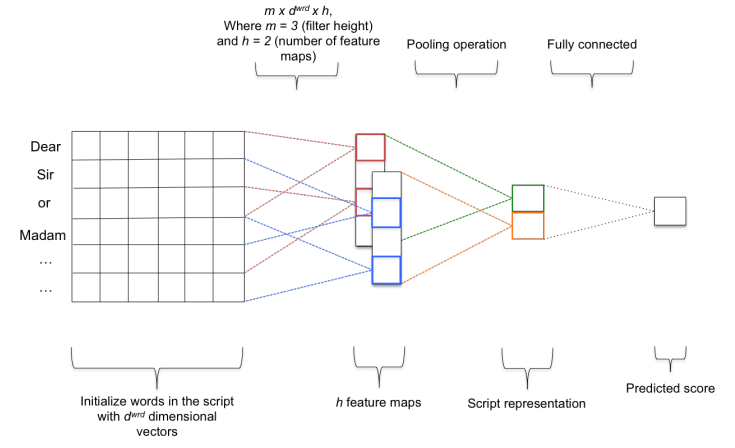 m x d^wrd x h,
Where m = 3 (filter height)
and h = 2 (number of feature
maps)
Pooling operation
Fully connected
Dear
Sir
or
Madam
...
...
Initialize words in the script
with d^wrd dimensional
vectors
h feature maps
Script representation
Predicted score